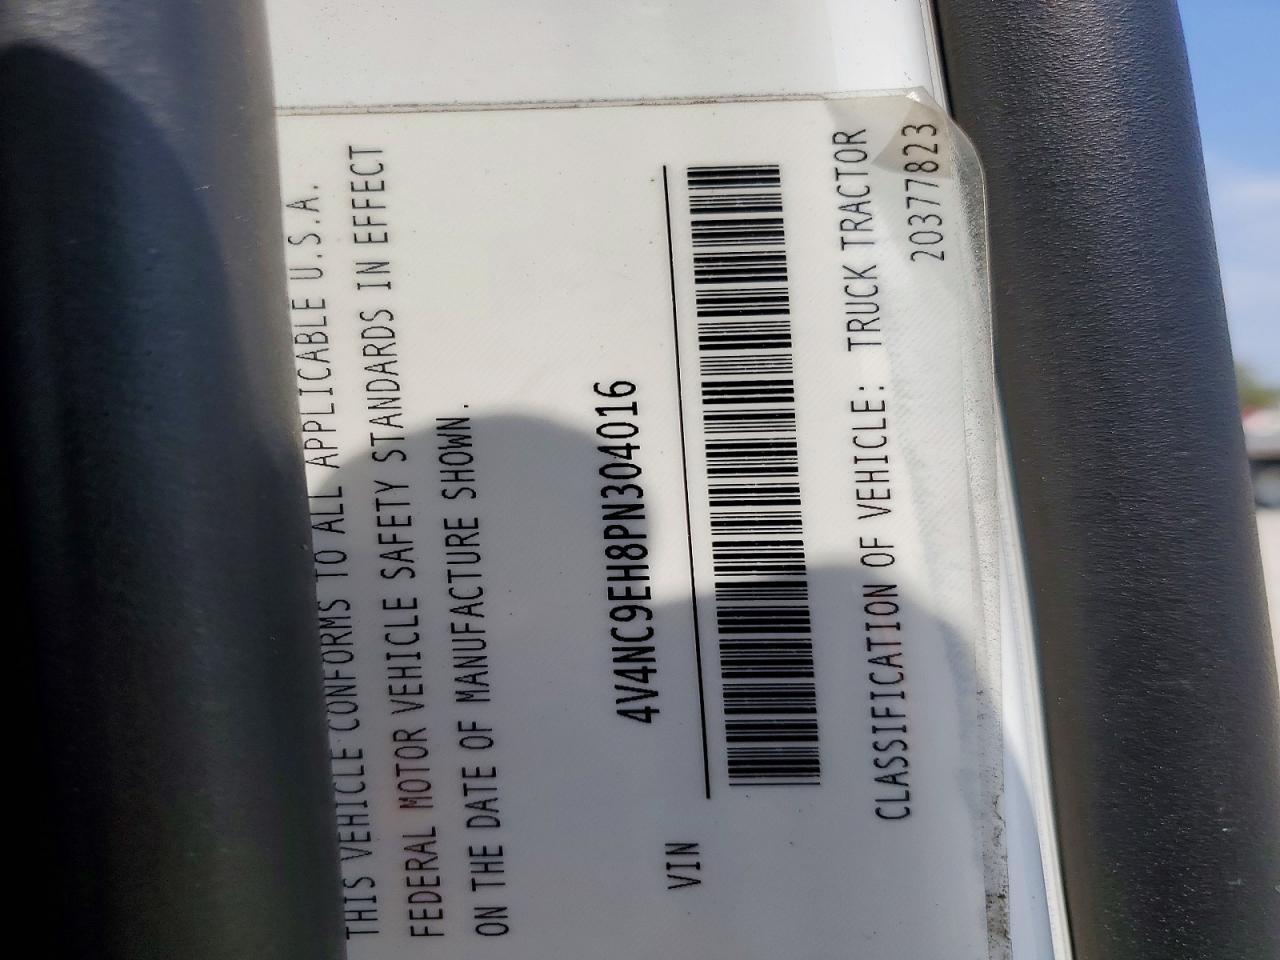 THIS VEHICLE CONFORMS TO ALL APPLICABLE U.S.A.
FEDERAL MOTOR VEHICLE SAFETY STANDARDS IN EFFECT
ON THE DATE OF MANUFACTURE SHOWN.
4V4NC9EH8PN304016
VIN
CLASSIFICATION OF VEHICLE: TRUCK TRACTOR
20377823